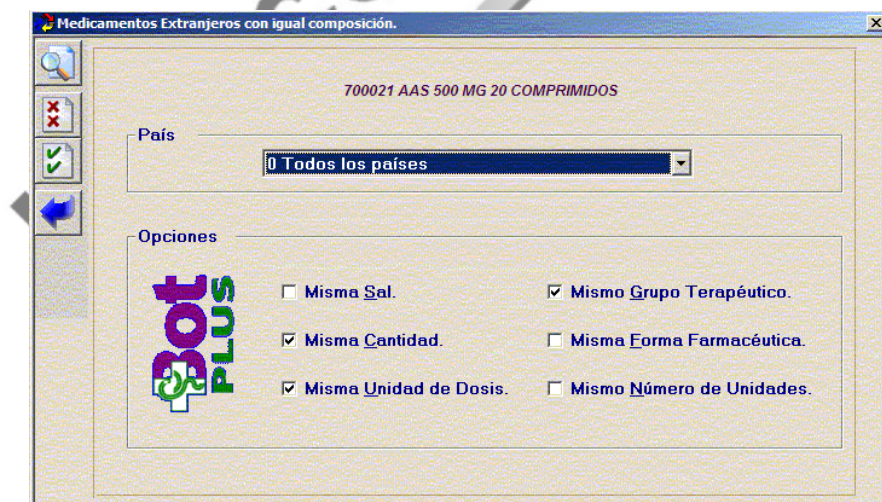 Medicamentos Extranjeros con igual composición.
700021 AAS 500 MG 20 COMPRIMIDOS
País
0 Todos los países
Opciones
Bot PLUS
Misma Sal.
Mismo Grupo Terapéutico.
Misma Cantidad.
Misma Forma Farmacéutica.
Misma Unidad de Dosis.
Mismo Número de Unidades.